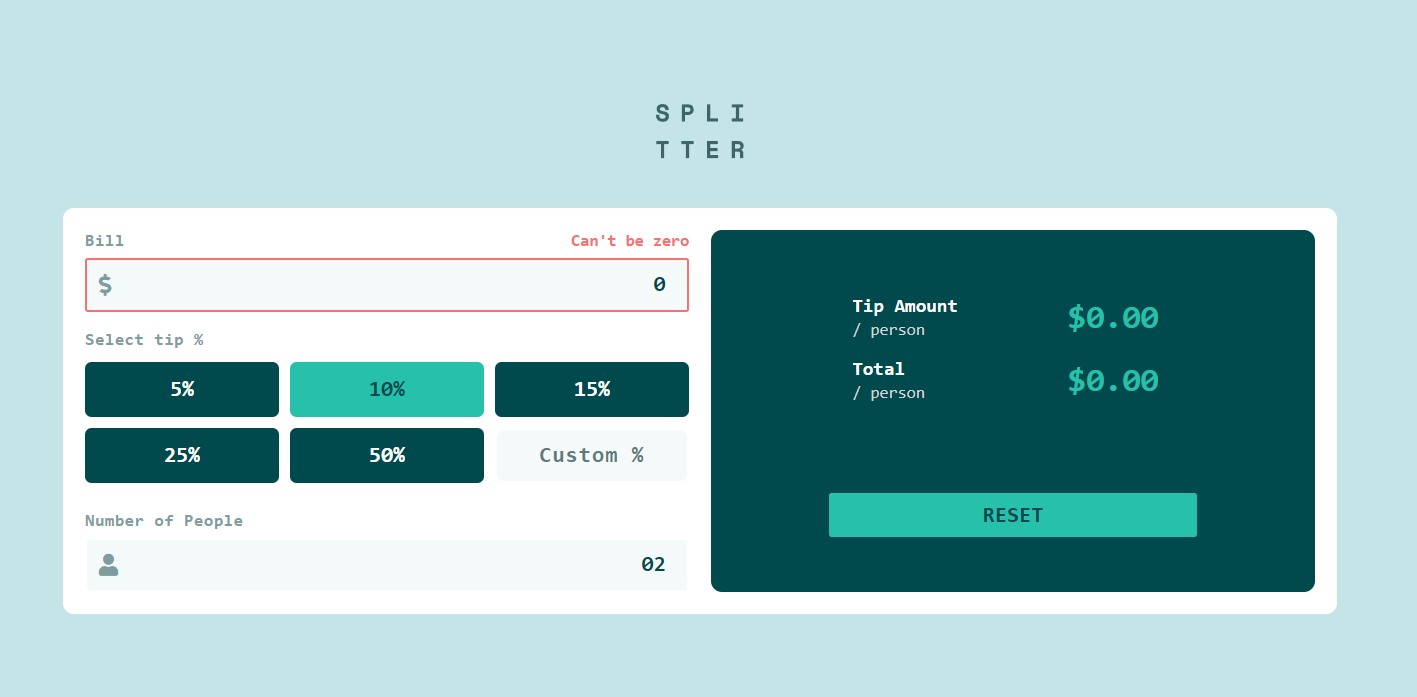 SPLI
TTER
Bill
Can't be zero
$
0
Select tip %
5%
10%
15%
25%
50%
Custom %
Number of People
02
Tip Amount
/ person
$0.00
Total
/ person
$0.00
RESET